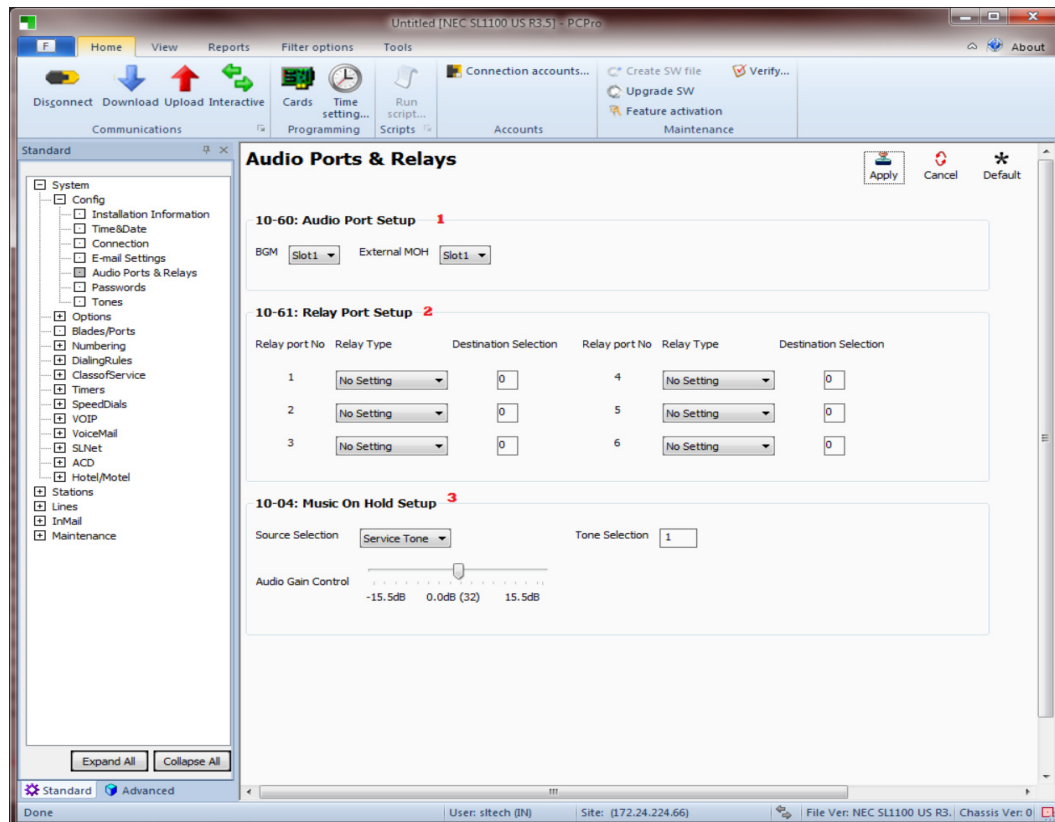 Untitled [NEC SL1100 US R3.5] - PCPro
F Home View Reports Filter options Tools About
Disconnect Download Upload Interactive
Communications
Cards Time setting...
Programming
Run script...
Scripts
Connection accounts...
Accounts
Create SW file
Verify...
Upgrade SW
Feature activation
Maintenance
Standard
System
Config
Installation Information
Time&Date
Connection
E-mail Settings
Audio Ports & Relays
Passwords
Tones
Options
Blades/Ports
Numbering
DialingRules
ClassofService
Timers
SpeedDials
VOIP
VoiceMail
SLNet
ACD
Hotel/Motel
Stations
Lines
InMail
Maintenance
Expand All Collapse All
Standard Advanced
Audio Ports & Relays
Apply Cancel Default
10-60: Audio Port Setup 1
BGM Slot1 External MOH Slot1
10-61: Relay Port Setup 2
Relay port No Relay Type Destination Selection Relay port No Relay Type Destination Selection
1 No Setting 0 4 No Setting 0
2 No Setting 0 5 No Setting 0
3 No Setting 0 6 No Setting 0
10-04: Music On Hold Setup 3
Source Selection Service Tone Tone Selection 1
Audio Gain Control
-15.5dB 0.0dB (32) 15.5dB
Done User: sltech (IN) Site: (172.24.224.66) File Ver: NEC SL1100 US R3. Chassis Ver: 0